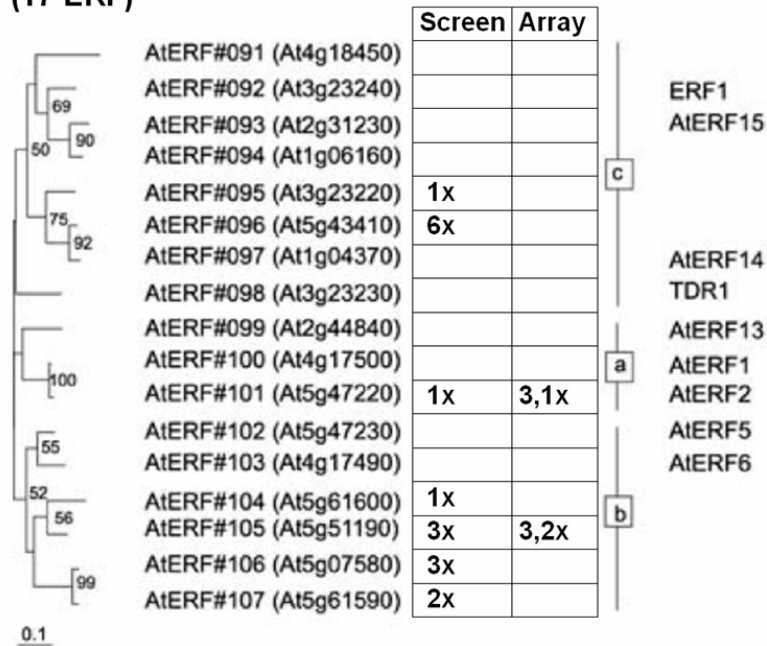 (17 ERF)
Screen Array
AtERF#091 (At4g18450)
AtERF#092 (At3g23240) ERF1
69
AtERF#093 (At2g31230) AtERF15
90
50
AtERF#094 (At1g06160)
c
AtERF#095 (At3g23220) 1x
75
AtERF#096 (At5g43410) 6x
92
AtERF#097 (At1g04370) AtERF14
AtERF#098 (At3g23230) TDR1
AtERF#099 (At2g44840) AtERF13
AtERF#100 (At4g17500) a AtERF1
100
AtERF#101 (At5g47220) 1x 3,1x AtERF2
AtERF#102 (At5g47230) AtERF5
55
AtERF#103 (At4g17490) AtERF6
52
AtERF#104 (At5g61600) 1x
b
56
AtERF#105 (At5g51190) 3x 3,2x
AtERF#106 (At5g07580) 3x
99
AtERF#107 (At5g61590) 2x
0.1